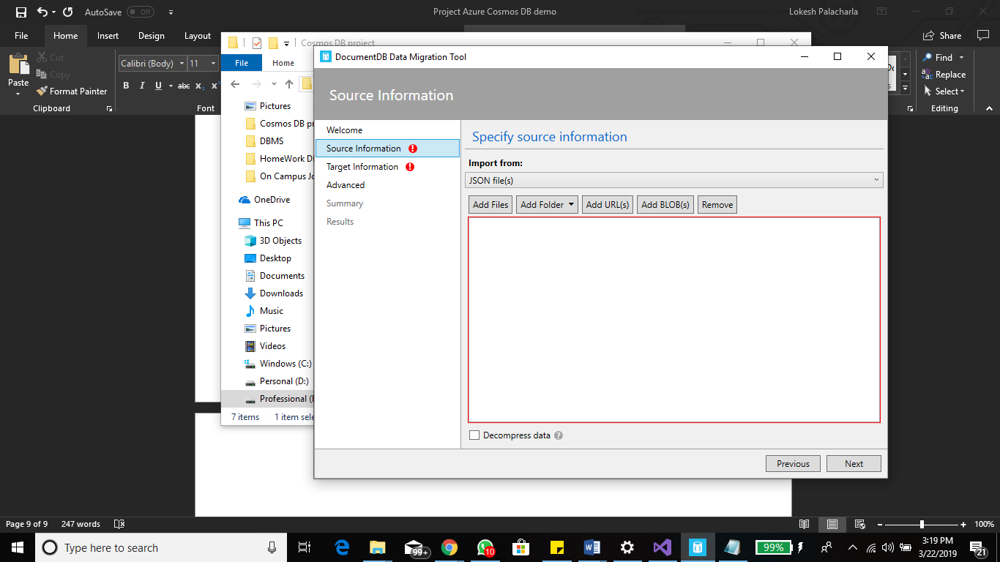 AutoSave Off
Project Azure Cosmos DB demo
Lokesh Palacharla
File Home Insert Design Layout
Share
Cut
Copy
Paste
Format Painter
Clipboard
Calibri (Body) 11
B I U abc x₂ x²
Font
Find
Replace
Select
Editing
Cosmos DB project
File Home
Pictures
Cosmos DB pr
DBMS
HomeWork D
On Campus Jo
OneDrive
This PC
3D Objects
Desktop
Documents
Downloads
Music
Pictures
Videos
Windows (C:)
Personal (D:)
Professional (E
7 items 1 item sele
DocumentDB Data Migration Tool
Source Information
Welcome
Source Information
Target Information
Advanced
Summary
Results
Specify source information
Import from:
JSON file(s)
Add Files Add Folder Add URL(s) Add BLOB(s) Remove
Decompress data
Previous Next
Page 9 of 9 247 words
100%
Type here to search
99+
10
99%
3:19 PM
3/22/2019
21